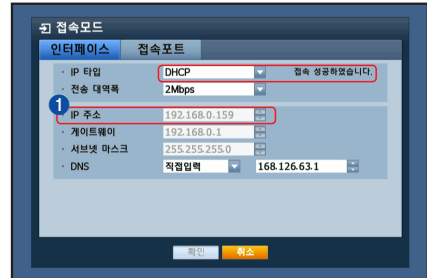 접속모드
인터페이스 접속포트
· IP 타입 DHCP 접속 성공하였습니다.
· 전송 대역폭 2Mbps
1
· IP 주소 192.168.0.159
· 게이트웨이 192.168.0.1
· 서브넷 마스크 255.255.255.0
· DNS 직접입력 168.126.63.1
확인 취소